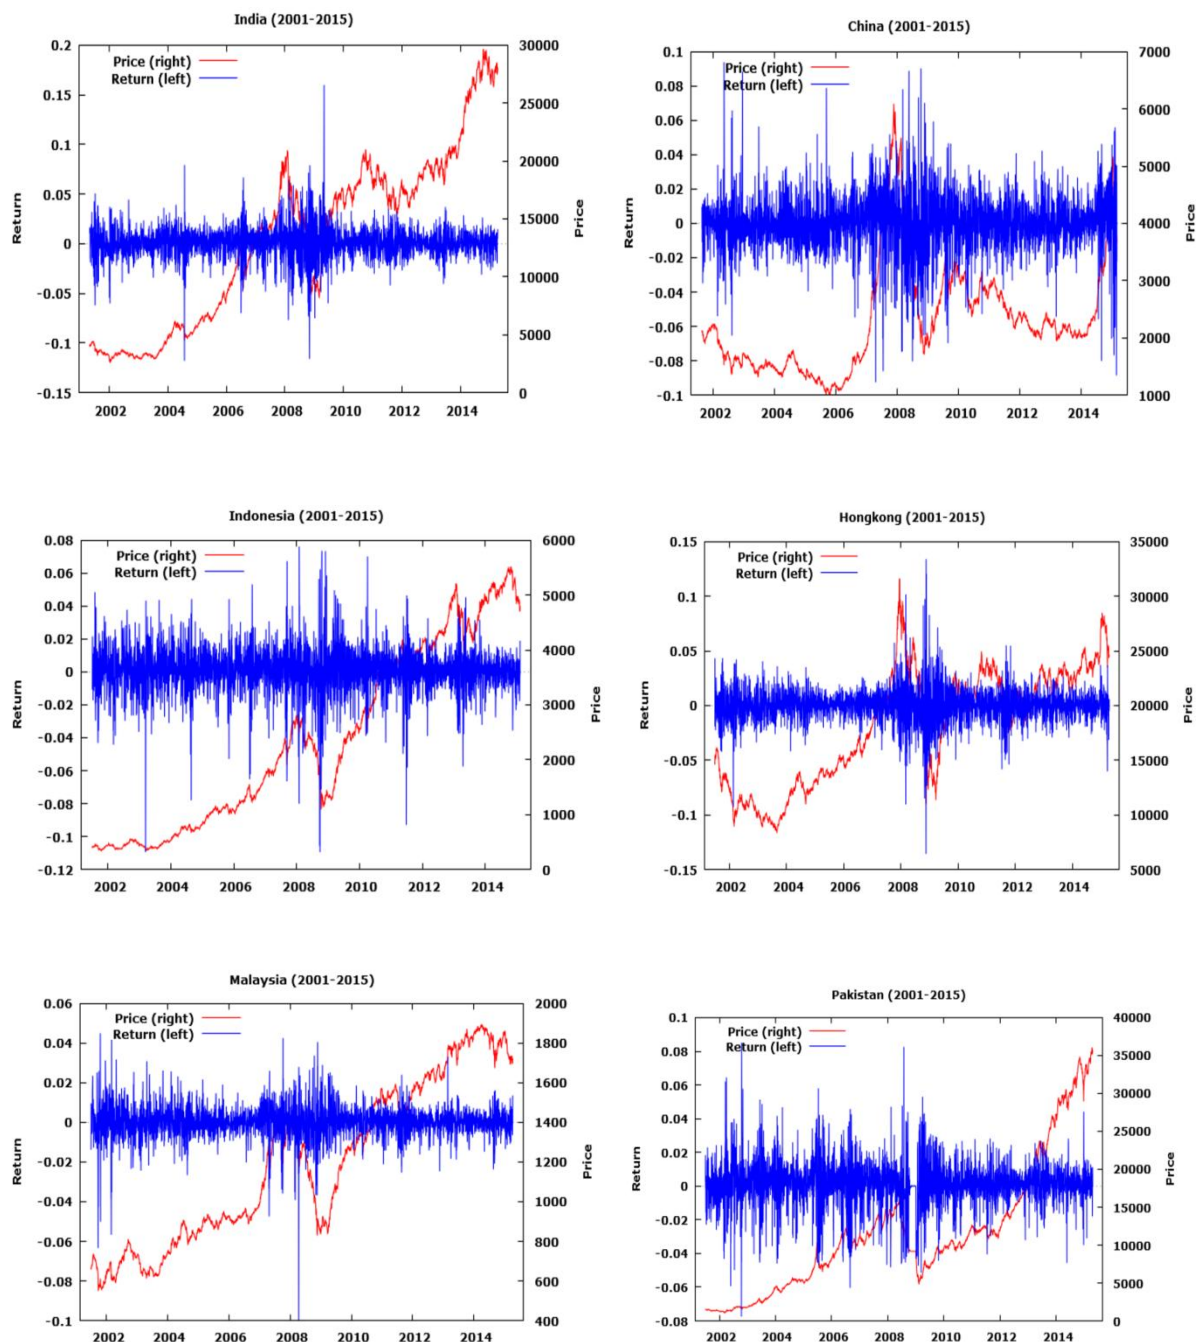 India (2001-2015)
0.2
0.15
0.1
0.05
0
-0.05
-0.1
-0.15
Return
Price (right)
Return (left)
30000
25000
20000
15000
10000
5000
0
Price
2002 2004 2006 2008 2010 2012 2014
China (2001-2015)
0.1
0.08
0.06
0.04
0.02
0
-0.02
-0.04
-0.06
-0.08
-0.1
Return
Price (right)
Return (left)
7000
6000
5000
4000
3000
2000
1000
Price
2002 2004 2006 2008 2010 2012 2014
Indonesia (2001-2015)
0.08
0.06
0.04
0.02
0
-0.02
-0.04
-0.06
-0.08
-0.1
-0.12
Return
Price (right)
Return (left)
6000
5000
4000
3000
2000
1000
0
Price
2002 2004 2006 2008 2010 2012 2014
Hongkong (2001-2015)
0.15
0.1
0.05
0
-0.05
-0.1
-0.15
Return
Price (right)
Return (left)
35000
30000
25000
20000
15000
10000
5000
Price
2002 2004 2006 2008 2010 2012 2014
Malaysia (2001-2015)
0.06
0.04
0.02
0
-0.02
-0.04
-0.06
-0.08
-0.1
Return
Price (right)
Return (left)
2000
1800
1600
1400
1200
1000
800
600
400
Price
2002 2004 2006 2008 2010 2012 2014
Pakistan (2001-2015)
0.1
0.08
0.06
0.04
0.02
0
-0.02
-0.04
-0.06
-0.08
Return
Price (right)
Return (left)
40000
35000
30000
25000
20000
15000
10000
5000
0
Price
2002 2004 2006 2008 2010 2012 2014